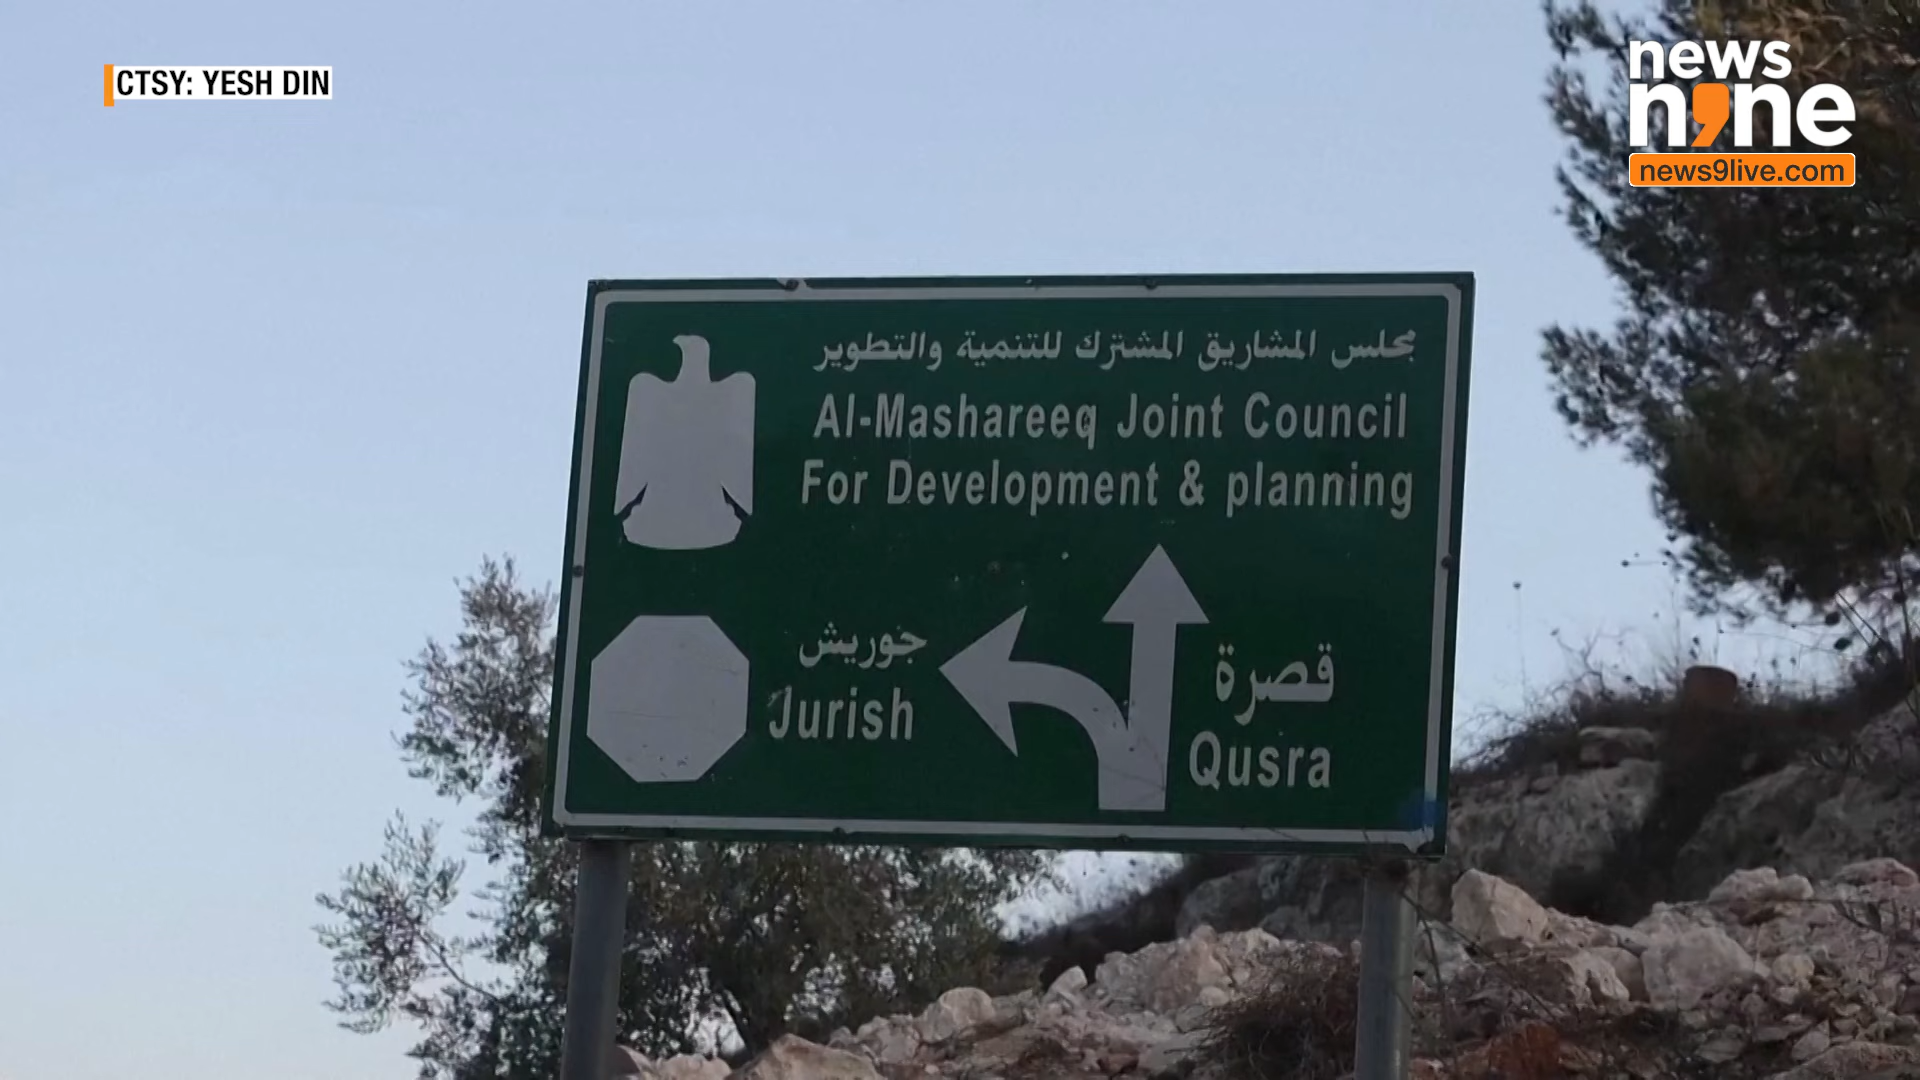 CTSY: YESH DIN
news
nine
news9live.com
مجلس المشاريق المشترك للتنمية والتطوير
Al-Mashareeq Joint Council
For Development & planning
جوريش
Jurish
قصرة
Qusra